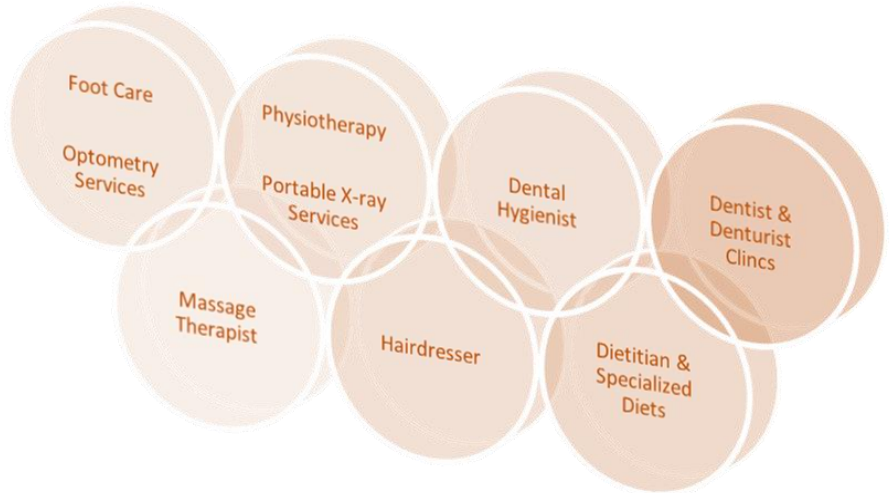 Foot Care
Optometry
Services
Physiotherapy
Portable X-ray
Services
Dental
Hygienist
Dentist &
Denturist
Clincs
Massage
Therapist
Hairdresser
Dietitian &
Specialized
Diets